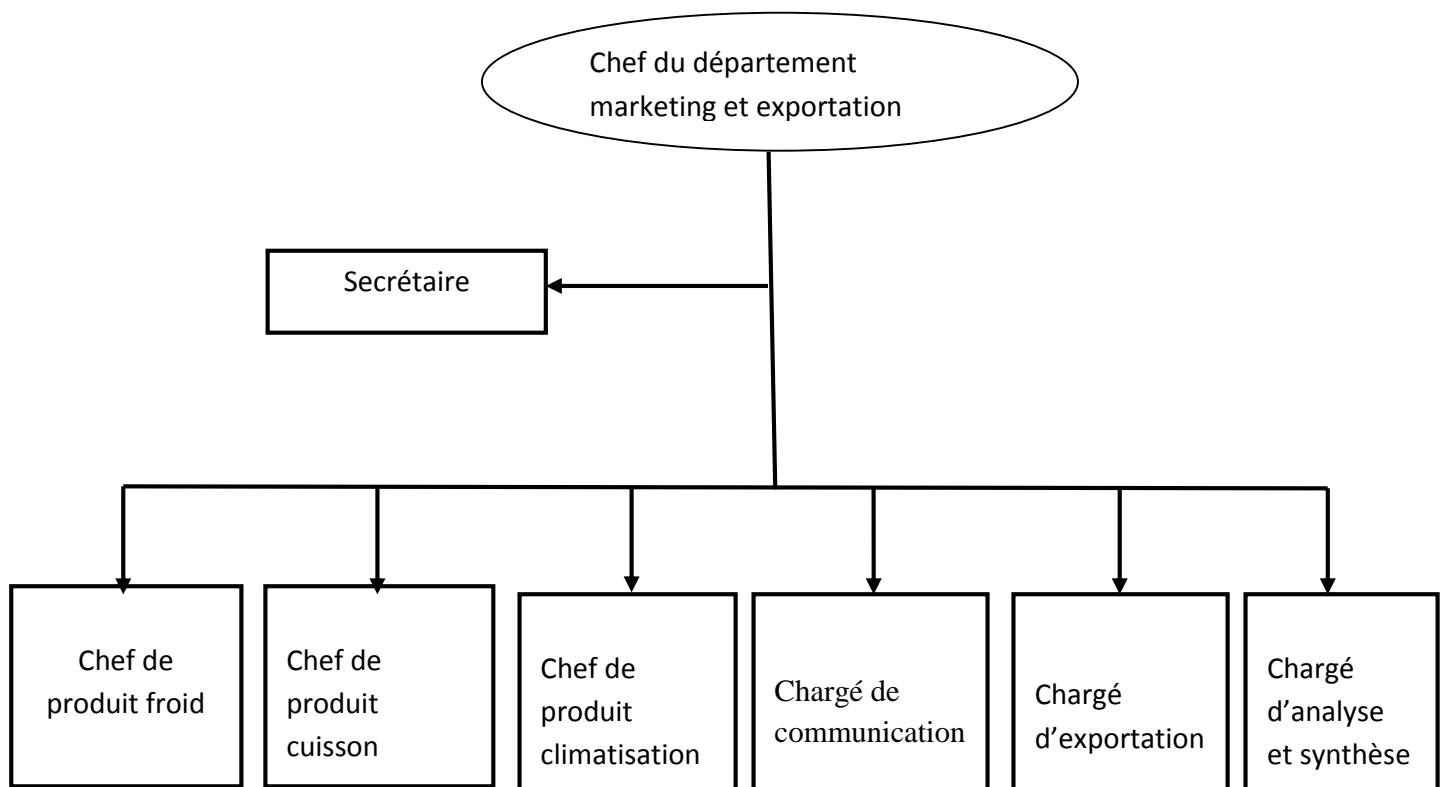 Chef du département
marketing et exportation
Secrétaire
Chef de
produit froid
Chef de
produit
cuisson
Chef de
produit
climatisation
Chargé de
communication
Chargé
d’exportation
Chargé
d’analyse
et synthèse